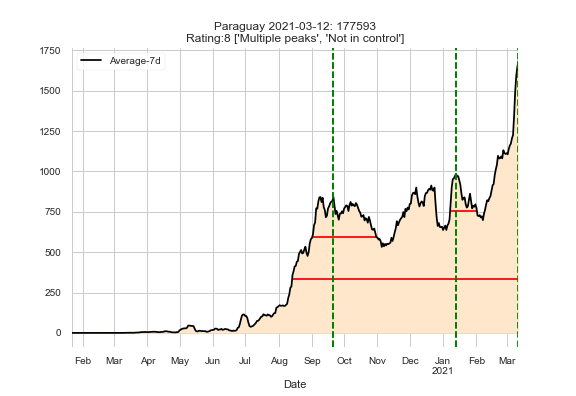 Paraguay 2021-03-12: 177593
Rating:8 ['Multiple peaks', 'Not in control']
Average-7d
1750
1500
1250
1000
750
500
250
0
Feb Mar Apr May Jun Jul Aug Sep Oct Nov Dec Jan Feb Mar
2021
Date